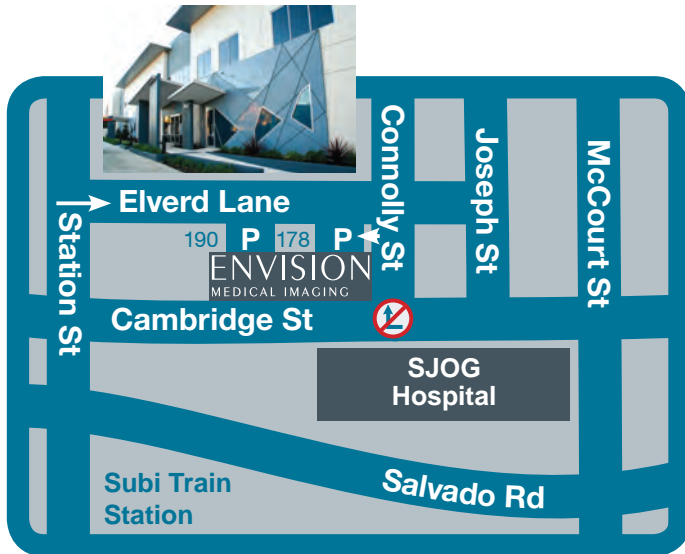 Connolly St
Joseph St
McCourt St
Elverd Lane
Station St
190 P 178 P
ENVISION
MEDICAL IMAGING
Cambridge St
SJOG
Hospital
Salvado Rd
Subi Train
Station